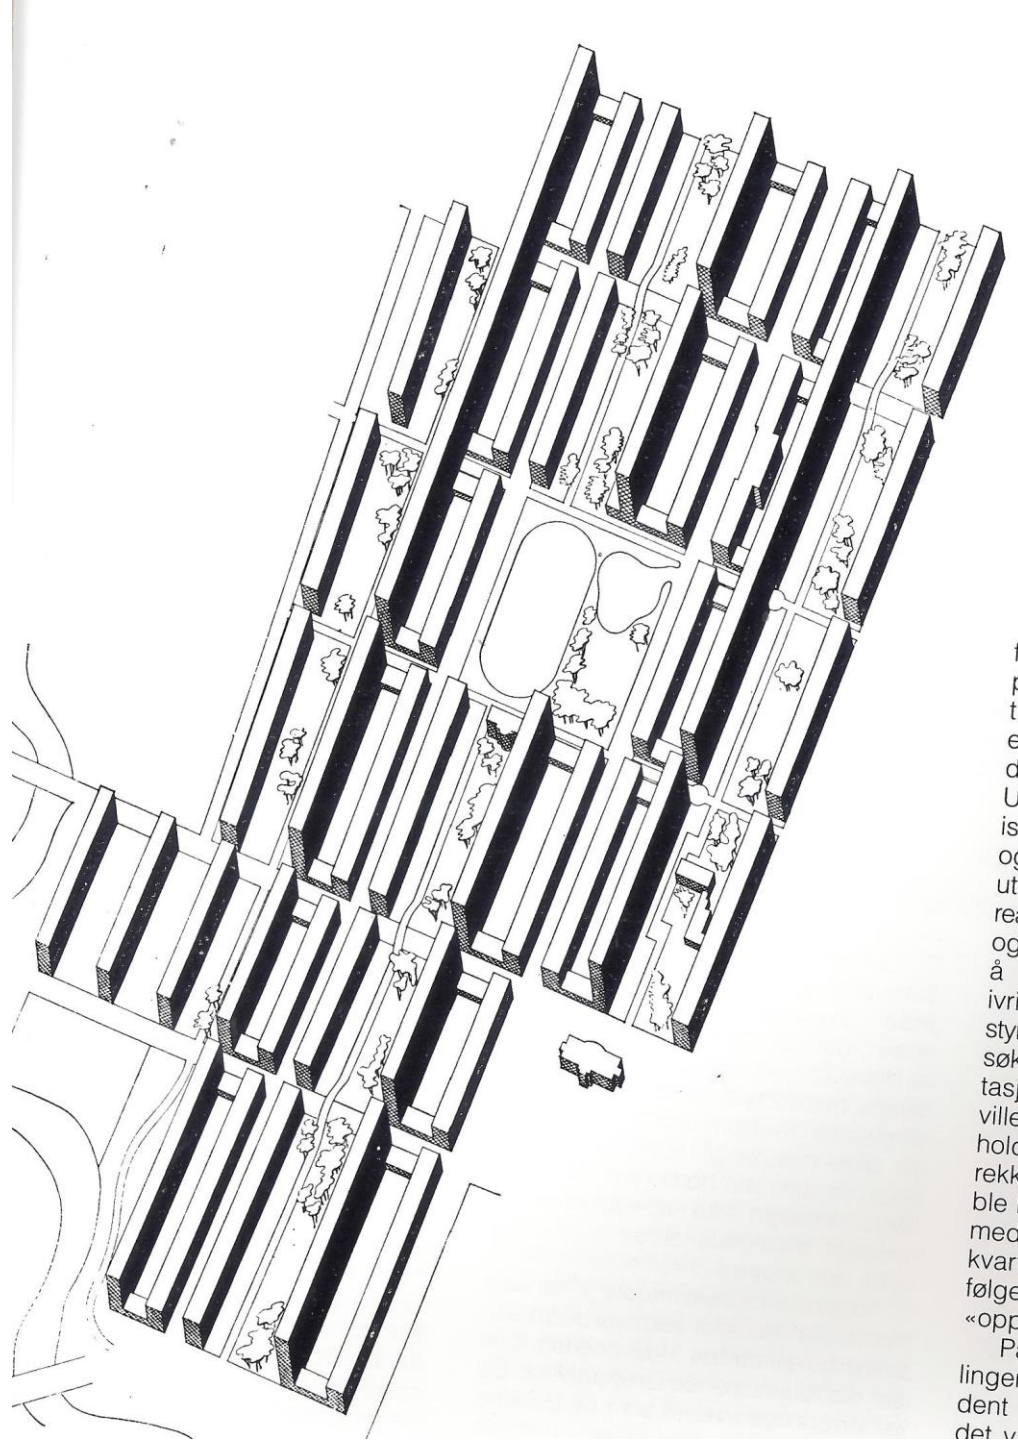 f
p
t
e
d
U
is
og
ut
rea
og
å
ivri
styr
søk
tasj
ville
hold
rekk
ble
med
kvar
følge
«opp
Pa
linger
dent
det v